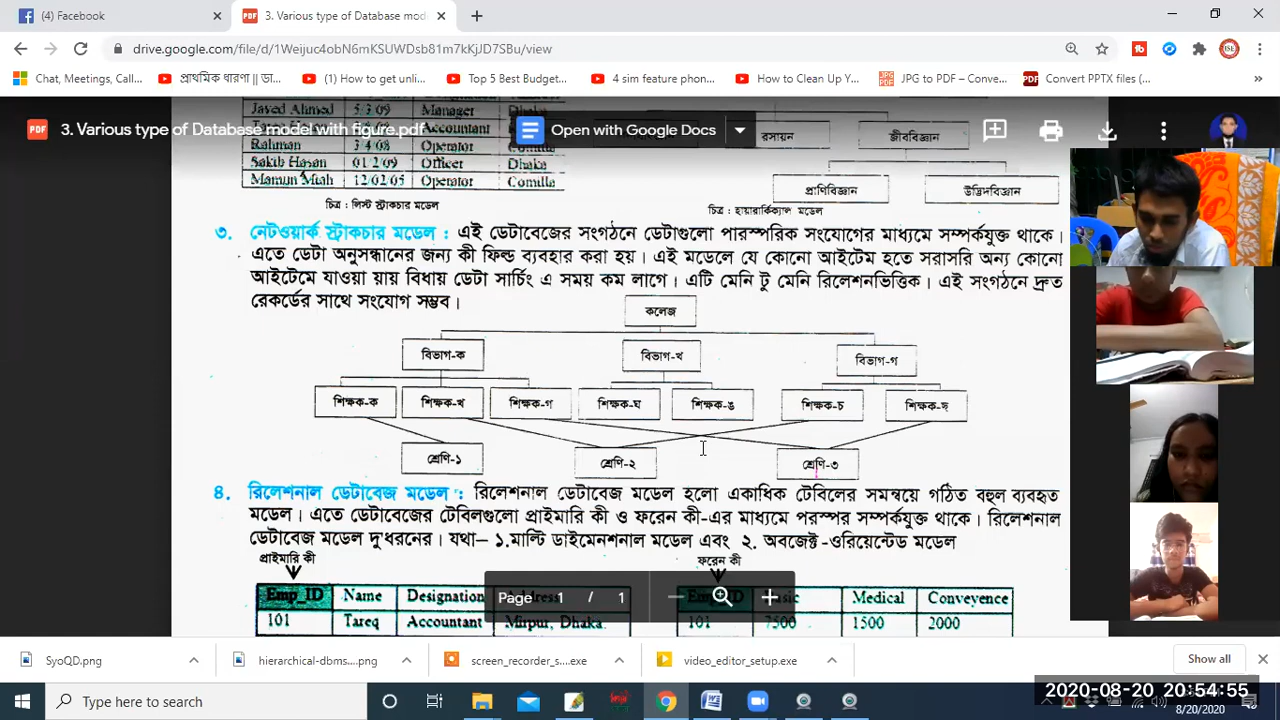 (4) Facebook
3. Various type of Database mode
drive.google.com/file/d/1Weijuc4obN6mKSUWDsb81m7kKjJD7SBu/view
Chat, Meetings, Call...
প্রাথমিক ধারণা || ডা...
(1) How to get unli...
Top 5 Best Budget...
4 sim feature phon...
How to Clean Up Y...
JPG to PDF – Conve...
Convert PPTX files (...
3. Various type of Database model with figure.pdf
Open with Google Docs
Javed Ahmed 5/3/09 Manager Dhaka
Accountant
Rahman 3/4/08 Operator Comilla
Sakib Hasan 01/2/09 Officer Dhaka
Mamun Miah 12/02/05 Operator Comilla
চিত্র : লিস্ট স্ট্রাকচার মডেল
রসায়ন
জীববিজ্ঞান
প্রাণিবিজ্ঞান
উদ্ভিদবিজ্ঞান
চিত্র : হায়ারার্কিক্যাল মডেল
৩. নেটওয়ার্ক স্ট্রাকচার মডেল : এই ডেটাবেজের সংগঠনে ডেটাগুলো পারস্পরিক সংযোগের মাধ্যমে সম্পর্কযুক্ত থাকে।
এতে ডেটা অনুসন্ধানের জন্য কী ফিল্ড ব্যবহার করা হয়। এই মডেলে যে কোনো আইটেম হতে সরাসরি অন্য কোনো
আইটেমে যাওয়া যায় বিধায় ডেটা সার্চিং এ সময় কম লাগে। এটি মেনি টু মেনি রিলেশনভিত্তিক। এই সংগঠনে দ্রুত
রেকর্ডের সাথে সংযোগ সম্ভব।
কলেজ
বিভাগ-ক
বিভাগ-খ
বিভাগ-গ
শিক্ষক-ক
শিক্ষক-খ
শিক্ষক-গ
শিক্ষক-ঘ
শিক্ষক-ঙ
শিক্ষক-চ
শ্রেণি-১
শ্রেণি-২
শ্রেণি-৩
৪. রিলেশনাল ডেটাবেজ মডেল : রিলেশনাল ডেটাবেজ মডেল হলো একাধিক টেবিলের সমন্বয়ে গঠিত বহুল ব্যবহৃত
মডেল। এতে ডেটাবেজের টেবিলগুলো প্রাইমারি কী ও ফরেন কী-এর মাধ্যমে পরস্পর সম্পর্কযুক্ত থাকে। রিলেশনাল
ডেটাবেজ মডেল দু'ধরনের। যথা– ১.মাল্টি ডাইমেনশনাল মডেল এবং ২. অবজেক্ট -ওরিয়েন্টেড মডেল
প্রাইমারি কী
ফরেন কী
Emp_ID Name Designation
101 Tareq Accountant Mirpur, Dhaka.
Medical Conveyence
101 7500 1500 2000
Page 1 / 1
SyoQD.png
hierarchical-dbms....png
screen_recorder_s....exe
video_editor_setup.exe
Show all
Type here to search
2020-08-20 20:54:55
8/20/2020